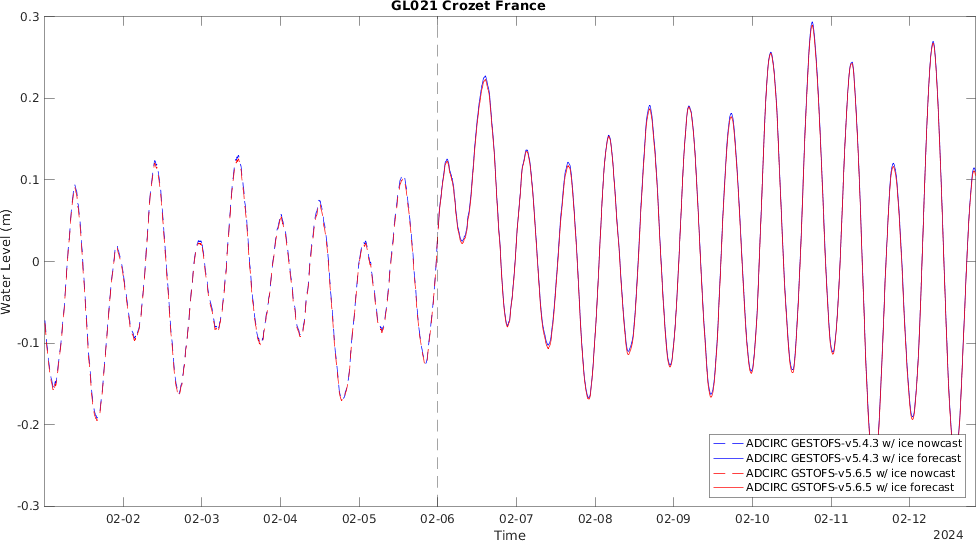 GL021 Crozet France
0.3
0.2
0.1
0
-0.1
-0.2
-0.3
Water Level (m)
ADCIRC GESTOFS-v5.4.3 w/ ice nowcast
ADCIRC GESTOFS-v5.4.3 w/ ice forecast
ADCIRC GSTOFS-v5.6.5 w/ ice nowcast
ADCIRC GSTOFS-v5.6.5 w/ ice forecast
02-02 02-03 02-04 02-05 02-06 02-07 02-08 02-09 02-10 02-11 02-12
Time
2024